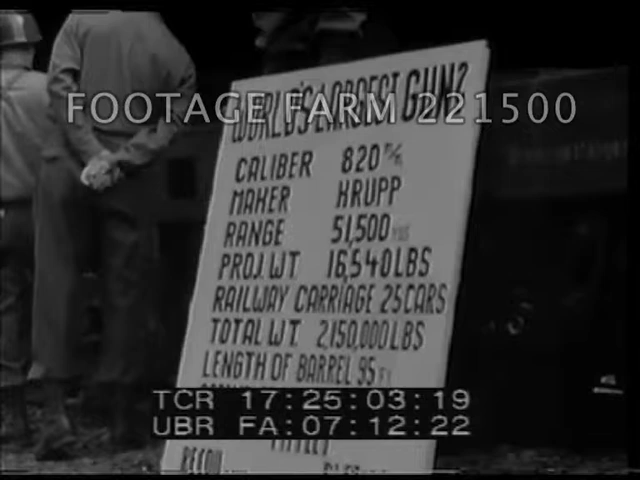 FOOTAGE FARM 221500
WORLD'S LARGEST GUN?
CALIBER 820 M/M
MAKER KRUPP
RANGE 51,500 YDS
PROJ. WT 16,540 LBS
RAILWAY CARRIAGE 25 CARS
TOTAL WT. 2,150,000 LBS
LENGTH OF BARREL 95 FT
TCR 17:25:03:19
UBR FA:07:12:22
RECOIL